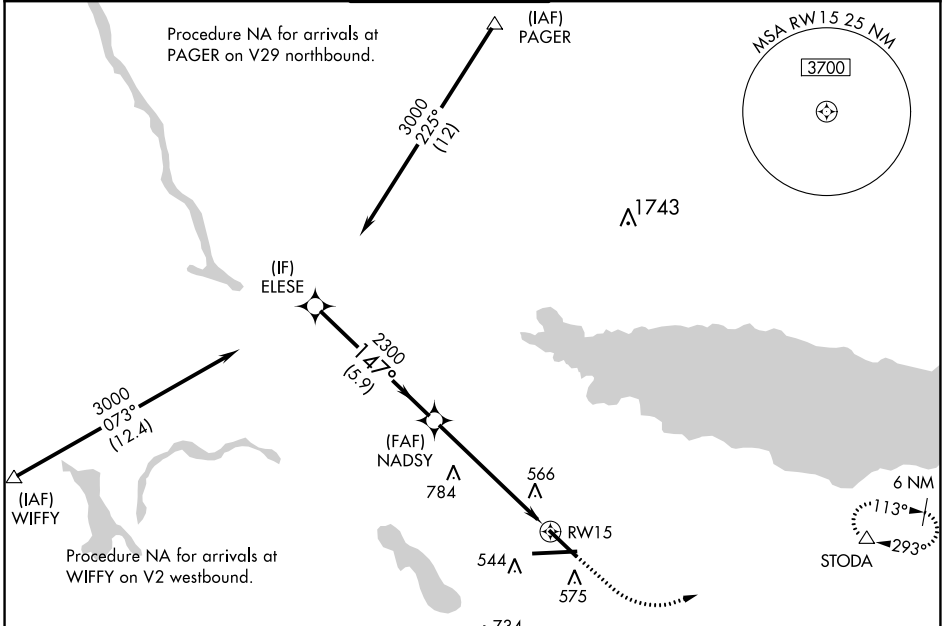 Procedure NA for arrivals at
PAGER on V29 northbound.
(IAF)
PAGER
MSA RW15 25 NM
3700
3000
225°
(12)
1743
(IF)
ELESE
2300
147°
(5.9)
3000
073°
(12.4)
(IAF)
WIFFY
(FAF)
NADSY
784
566
RW15
544
575
6 NM
113°
293°
STODA
Procedure NA for arrivals at
WIFFY on V2 westbound.
734